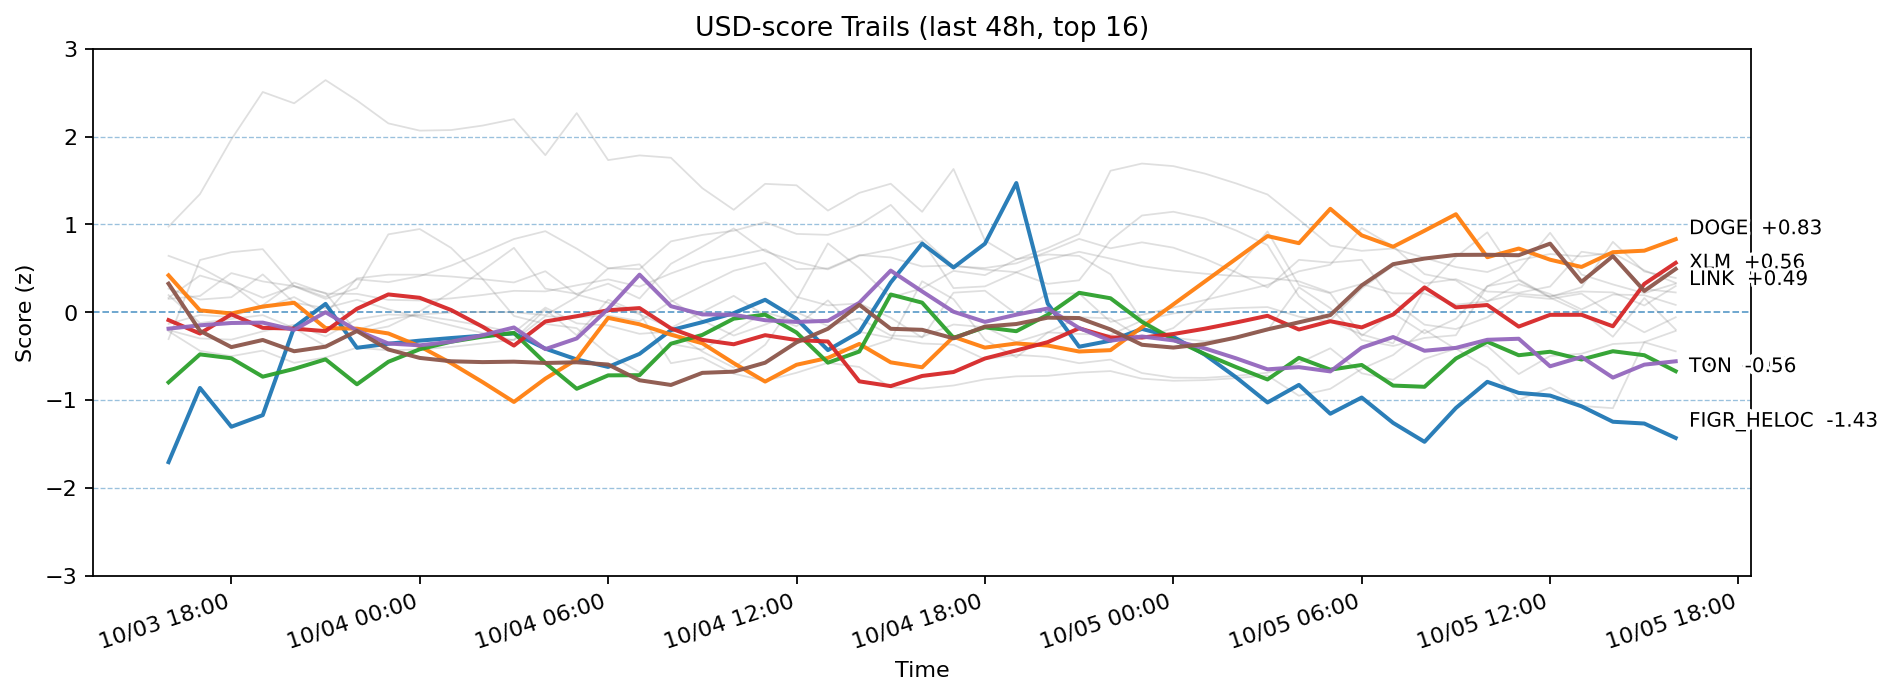 USD-score Trails (last 48h, top 16)
Score (z)
3
2
1
0
−1
−2
−3
DOGE +0.83
XLM +0.56
LINK +0.49
TON -0.56
FIGR_HELOC -1.43
10/03 18:00
10/04 00:00
10/04 06:00
10/04 12:00
10/04 18:00
10/05 00:00
10/05 06:00
10/05 12:00
10/05 18:00
Time